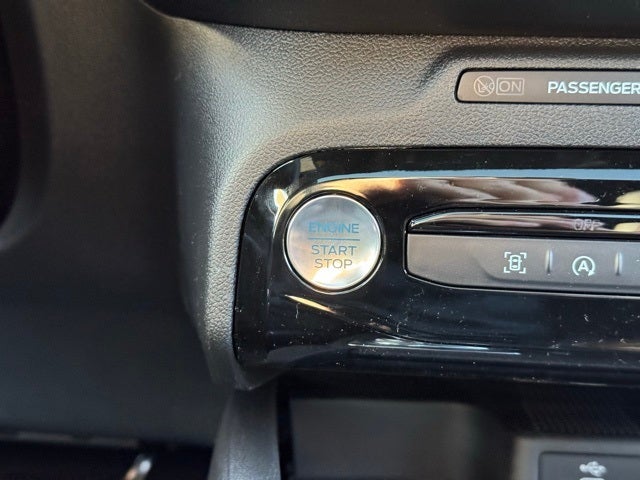 ON PASSENGER
ENGINE
START
STOP
OFF
A